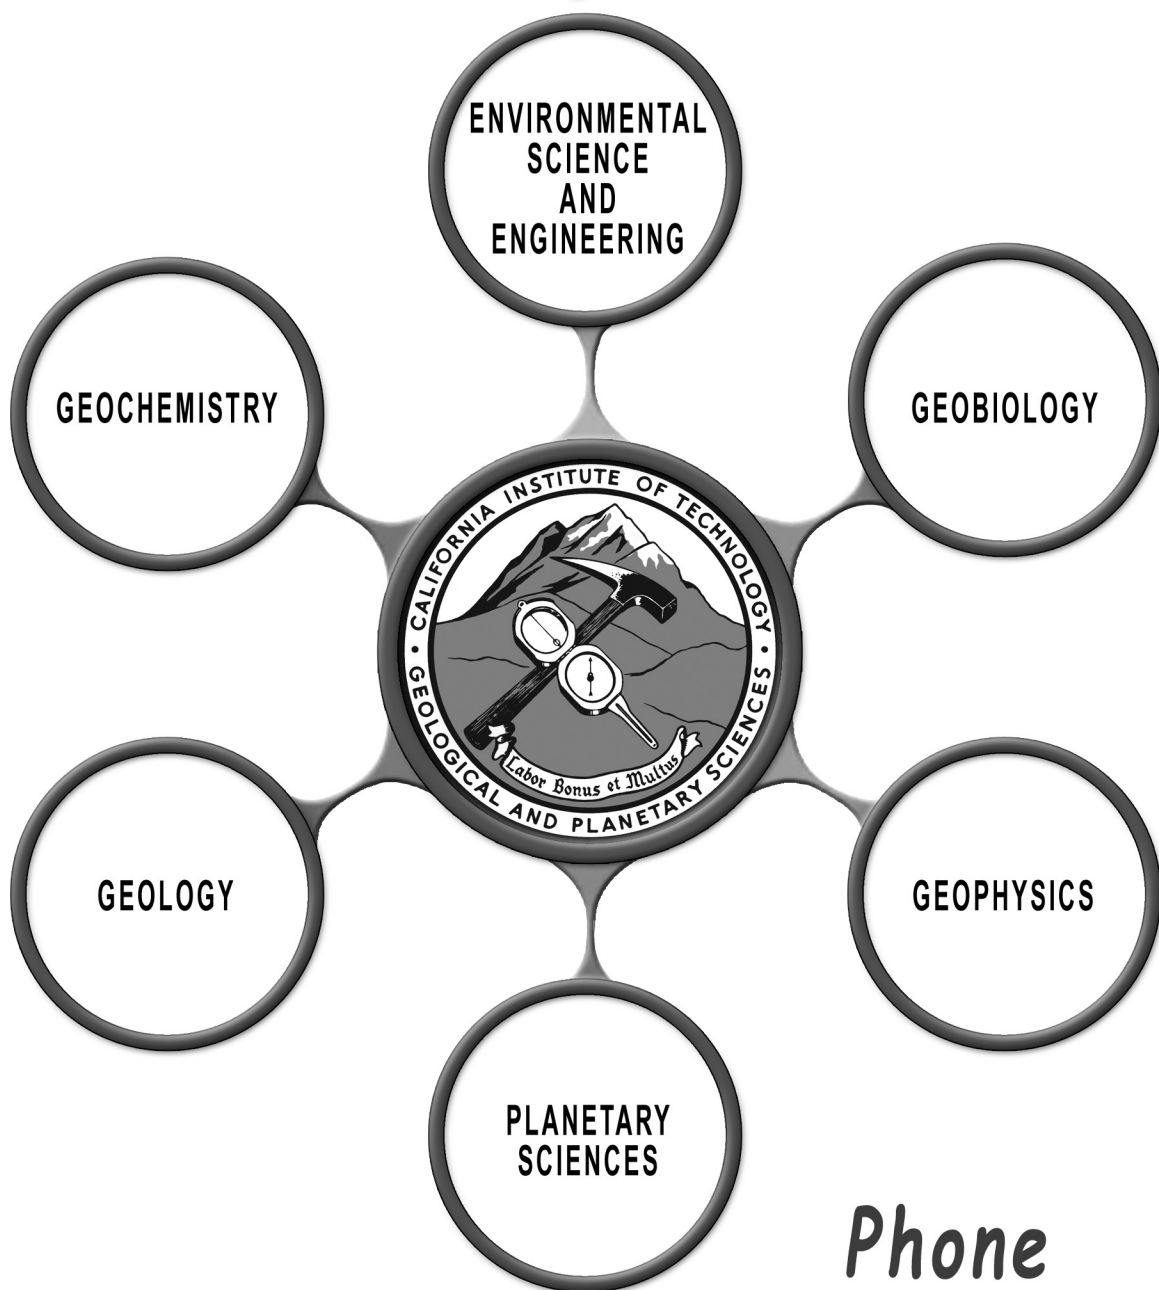 ENVIRONMENTAL
SCIENCE
AND
ENGINEERING
GEOCHEMISTRY
GEOBIOLOGY
CALIFORNIA INSTITUTE OF TECHNOLOGY
• GEOLOGICAL AND PLANETARY SCIENCES •
Labor Bonus et Multus
GEOLOGY
GEOPHYSICS
PLANETARY
SCIENCES
Phone